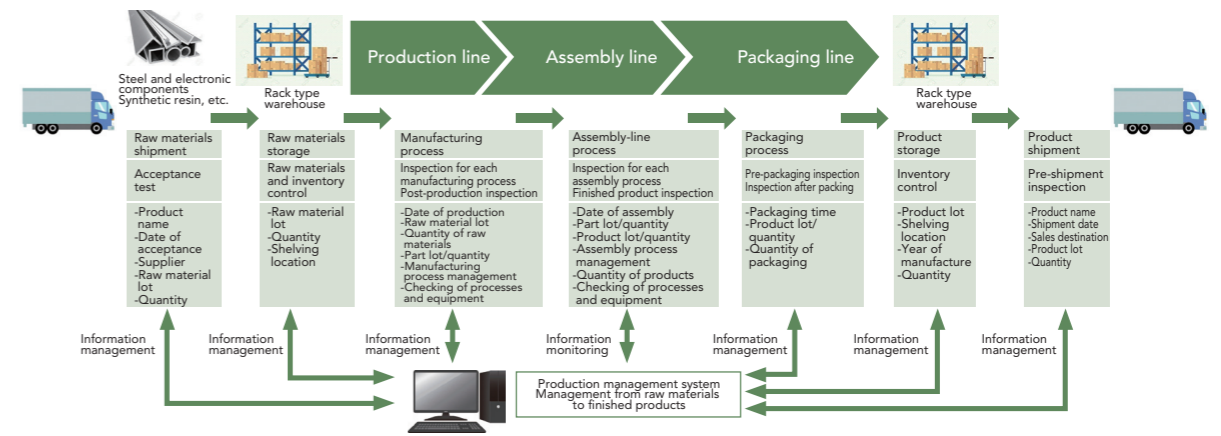 Steel and electronic
components
Synthetic resin, etc.
Rack type
warehouse
Production line
Assembly line
Packaging line
Rack type
warehouse
Raw materials
shipment
Acceptance
test
-Product
name
-Date of
acceptance
-Supplier
-Raw material
lot
-Quantity
Raw materials
storage
Raw materials
and inventory
control
-Raw material
lot
-Quantity
-Shelving
location
Manufacturing
process
Inspection for each
manufacturing process
Post-production inspection
-Date of production
-Raw material lot
-Quantity of raw
materials
-Part lot/quantity
-Manufacturing
process management
-Checking of processes
and equipment
Assembly-line
process
Inspection for each
assembly process
Finished product inspection
-Date of assembly
-Part lot/quantity
-Product lot/quantity
-Assembly process
management
-Quantity of products
-Checking of processes
and equipment
Packaging
process
Pre-packaging inspection
Inspection after packing
-Packaging time
-Product lot/
quantity
-Quantity of
packaging
Product
storage
Inventory
control
-Product lot
-Shelving
location
-Year of
manufacture
-Quantity
Product
shipment
Pre-shipment
inspection
-Product name
-Shipment date
-Sales destination
-Product lot
-Quantity
Information
management
Information
management
Information
management
Information
monitoring
Information
management
Information
management
Information
management
Production management system
Management from raw materials
to finished products